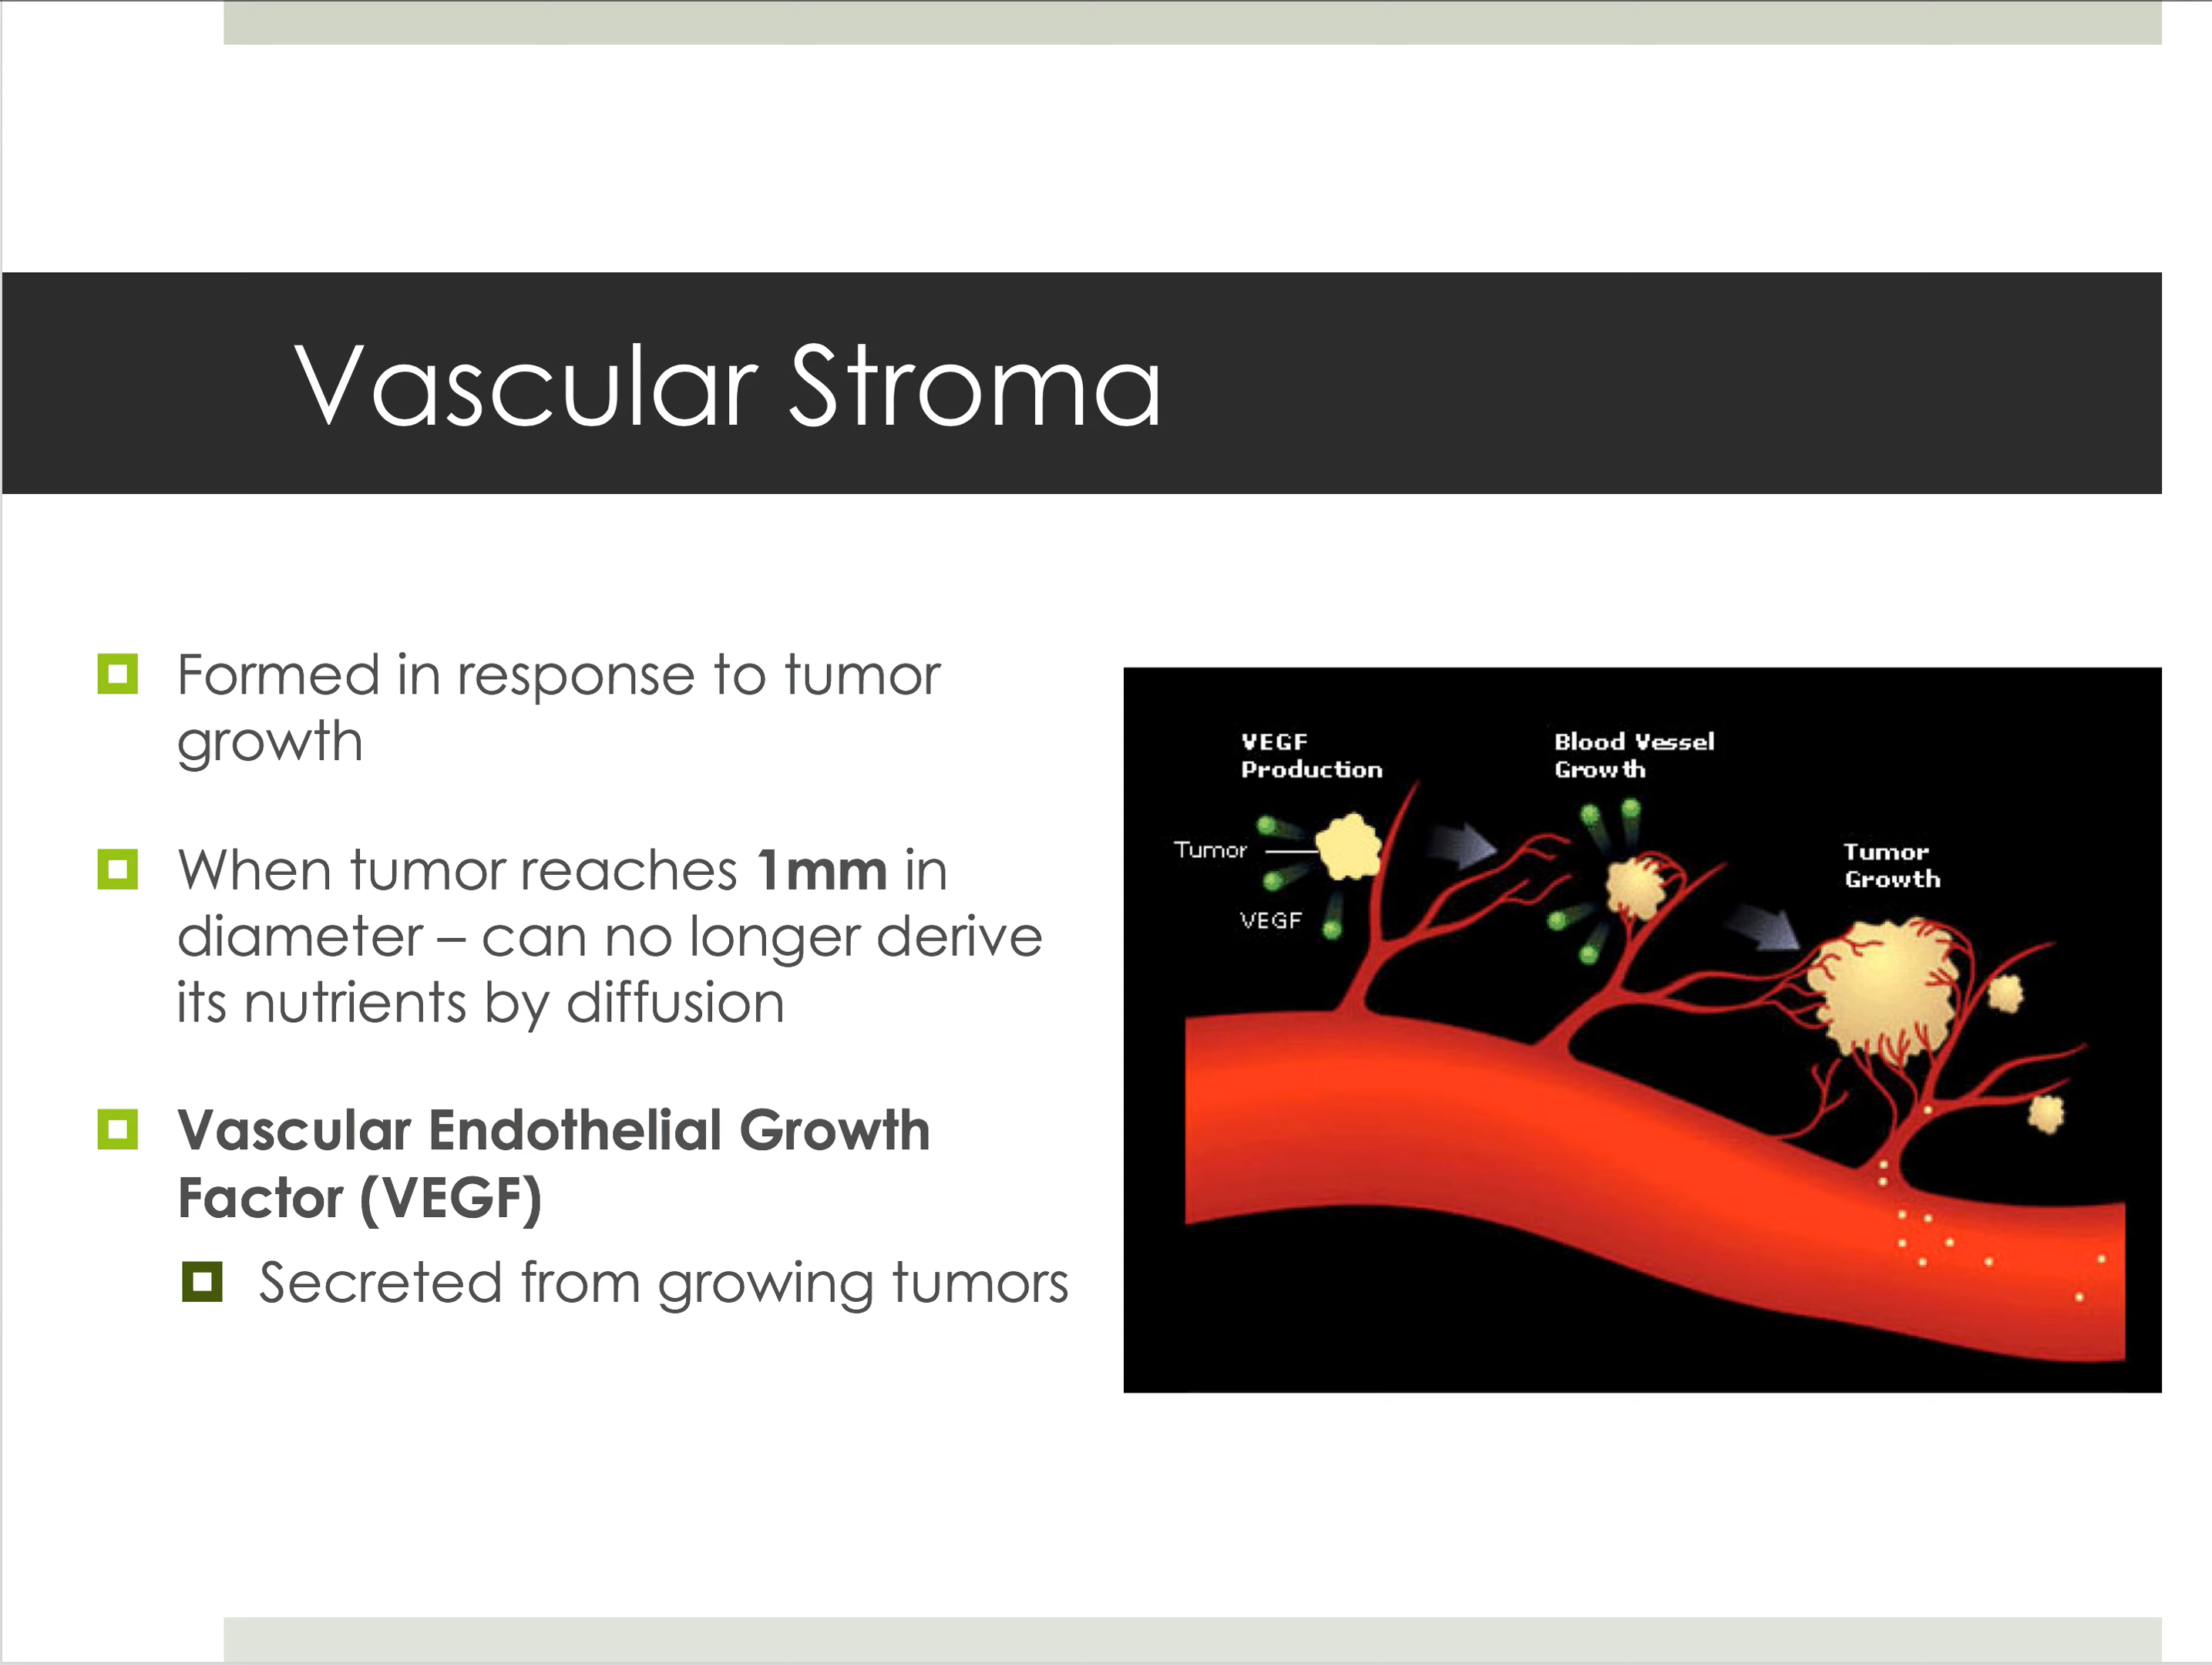 Vascular Stroma
Formed in response to tumor
growth
When tumor reaches 1mm in
diameter – can no longer derive
its nutrients by diffusion
Vascular Endothelial Growth
Factor (VEGF)
Secreted from growing tumors
VEGF
Production
Tumor
VEGF
Blood Vessel
Growth
Tumor
Growth